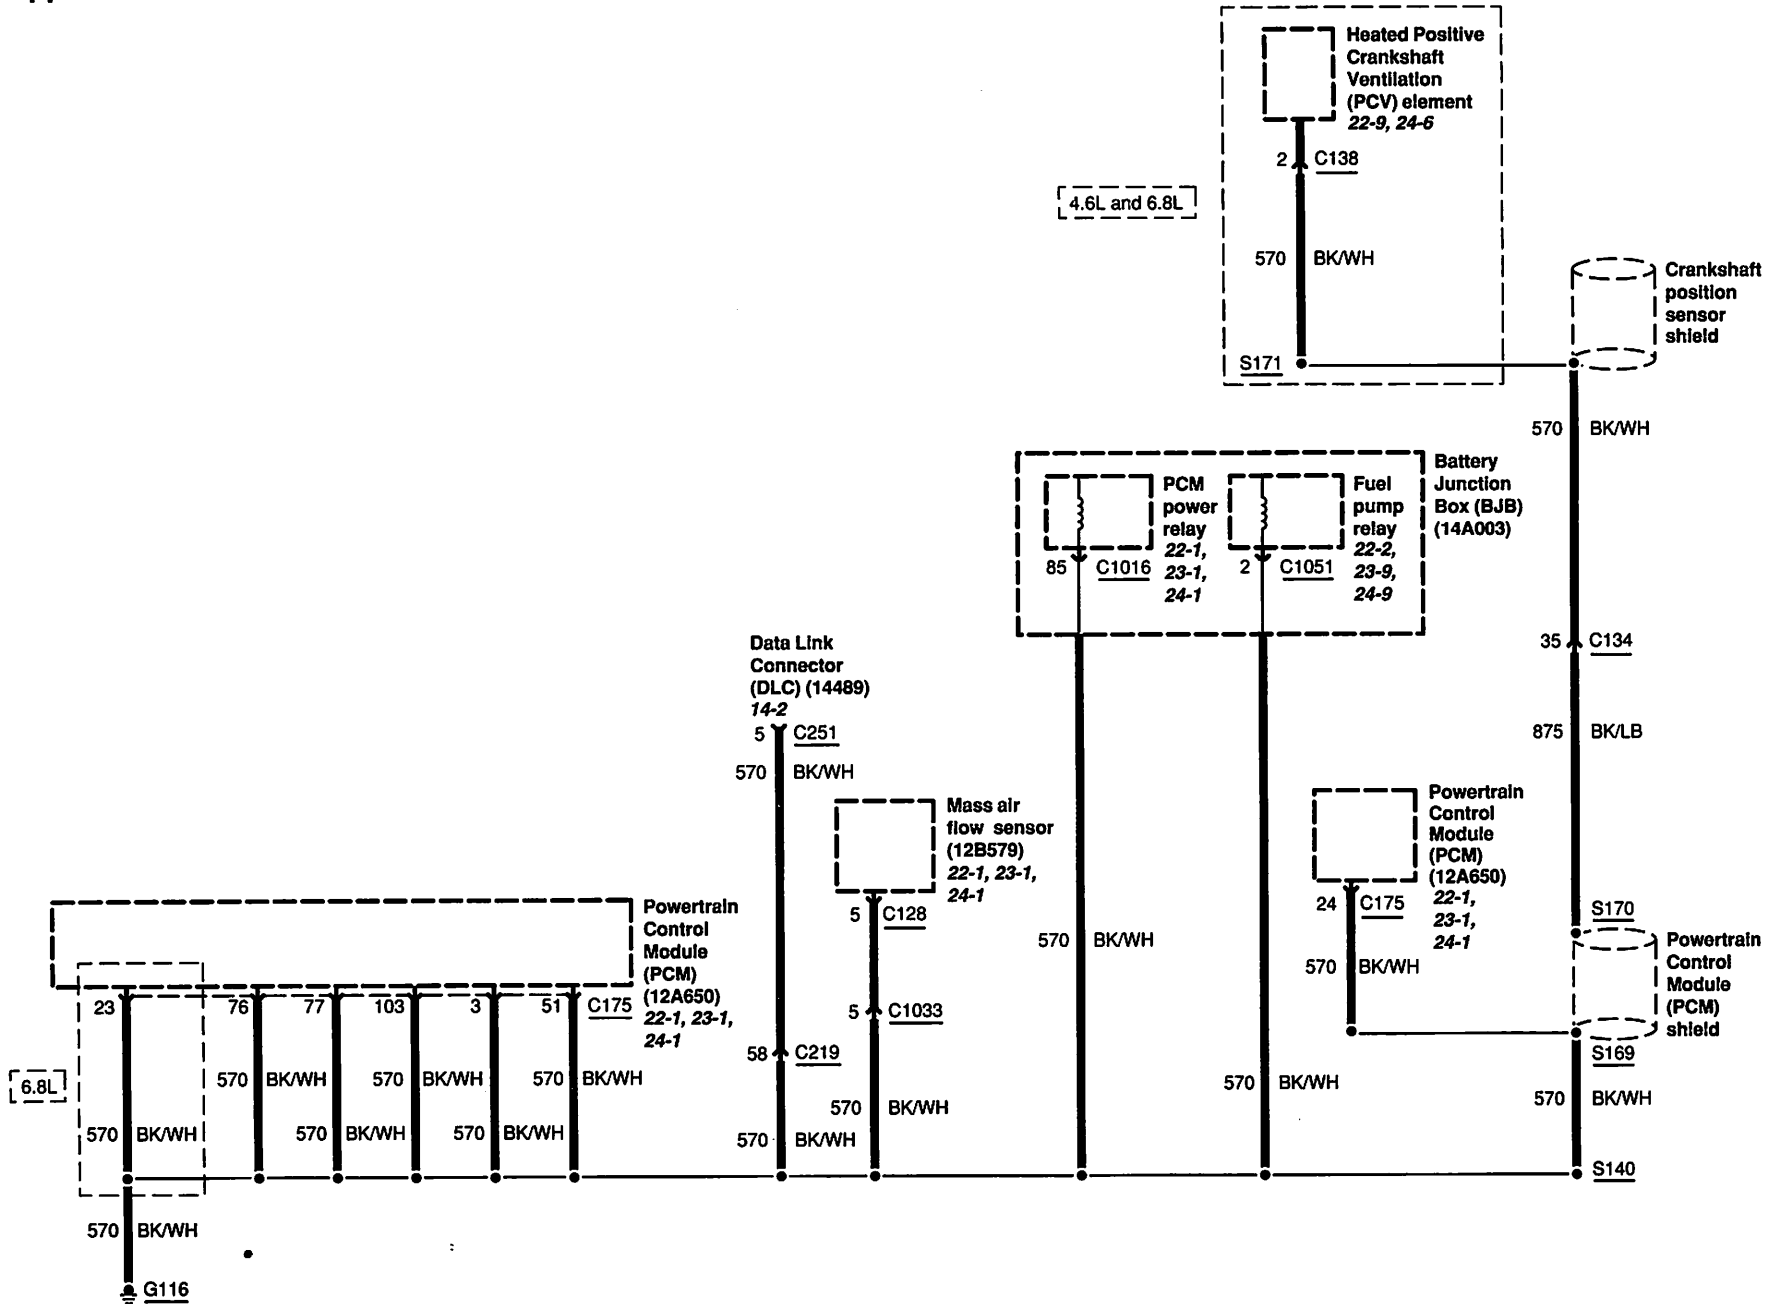 Heated Positive
Crankshaft
Ventilation
(PCV) element
22-9, 24-6
2 C138
4.6L and 6.8L
570 BK/WH
S171
Crankshaft
position
sensor
shield
570 BK/WH
Battery
Junction
Box (BJB)
(14A003)
PCM
power
relay
22-1,
23-1,
24-1
85 C1016
Fuel
pump
relay
22-2,
23-9,
24-9
2 C1051
35 C134
875 BK/LB
Data Link
Connector
(DLC) (14489)
14-2
5 C251
570 BK/WH
Mass air
flow sensor
(12B579)
22-1, 23-1,
24-1
5 C128
570 BK/WH
Powertrain
Control
Module
(PCM)
(12A650)
22-1,
23-1,
24-1
24 C175
570 BK/WH
S170
Powertrain
Control
Module
(PCM)
shield
S169
Powertrain
Control
Module
(PCM)
(12A650)
22-1, 23-1,
24-1
23 76 77 103 3 51 C175
5 C1033
58 C219
6.8L
570 BK/WH 570 BK/WH 570 BK/WH
570 BK/WH
570 BK/WH
570 BK/WH
570 BK/WH 570 BK/WH 570 BK/WH
570 BK/WH
S140
570 BK/WH
G116